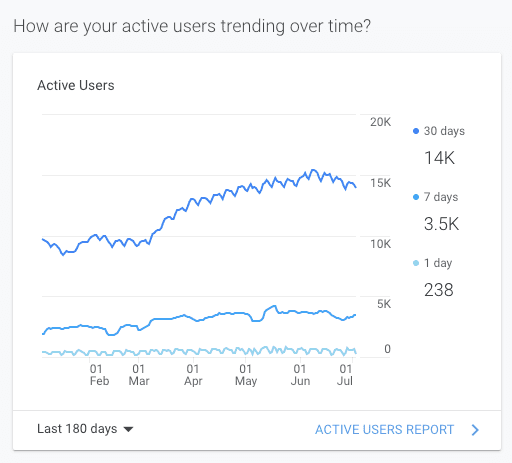 How are your active users trending over time?
Active Users
20K
15K
10K
5K
0
01 Feb
01 Mar
01 Apr
01 May
01 Jun
01 Jul
30 days
14K
7 days
3.5K
1 day
238
Last 180 days
ACTIVE USERS REPORT